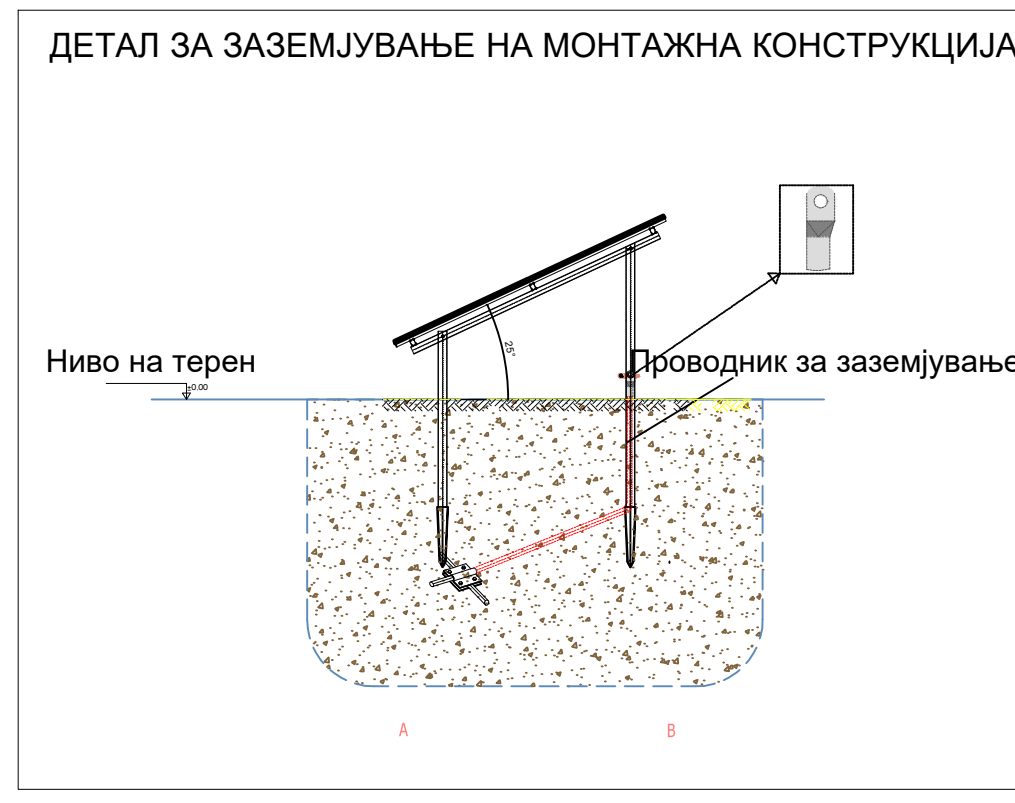 ДЕТАЛ ЗА ЗАЗЕМЈУВАЊЕ НА МОНТАЖНА КОНСТРУКЦИЈА
25°
Ниво на терен
Проводник за заземјување
±0,00
A
B